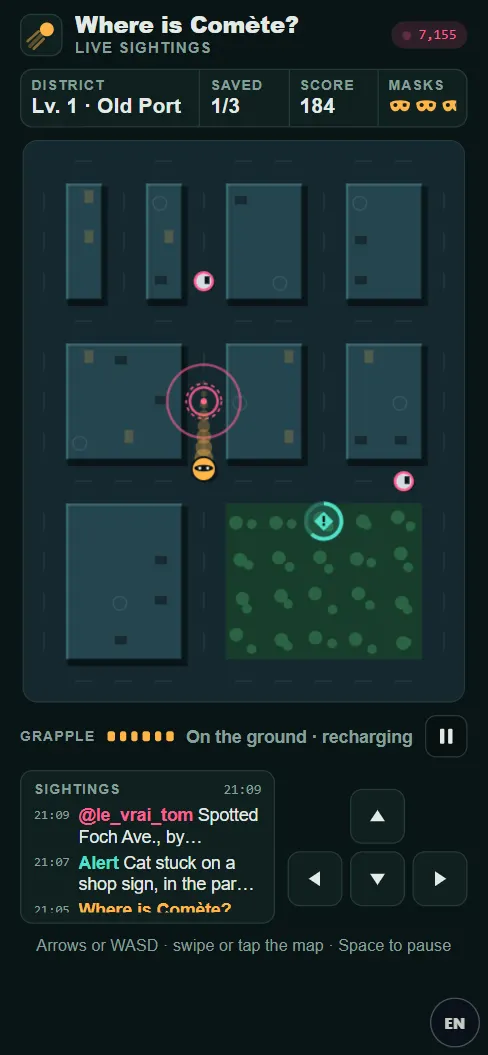 Where is Comète?
LIVE SIGHTINGS
7,155
DISTRICT
Lv. 1 · Old Port
SAVED
1/3
SCORE
184
MASKS
!
GRAPPLE
On the ground · recharging
SIGHTINGS
21:09
21:09 @le_vrai_tom Spotted
Foch Ave., by…
21:07 Alert Cat stuck on a
shop sign, in the par…
21:05 Where is Comète?
Arrows or WASD · swipe or tap the map · Space to pause
EN